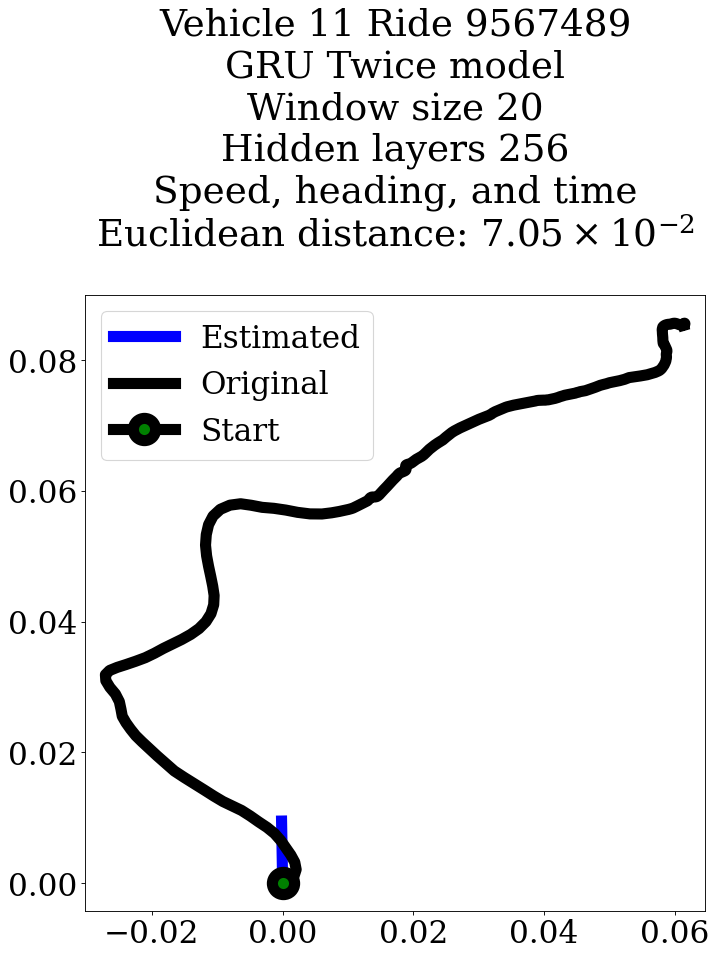 Vehicle 11 Ride 9567489
GRU Twice model
Window size 20
Hidden layers 256
Speed, heading, and time
Euclidean distance: 7.05 × 10⁻²
Estimated
Original
Start
0.08
0.06
0.04
0.02
0.00
−0.02 0.00 0.02 0.04 0.06